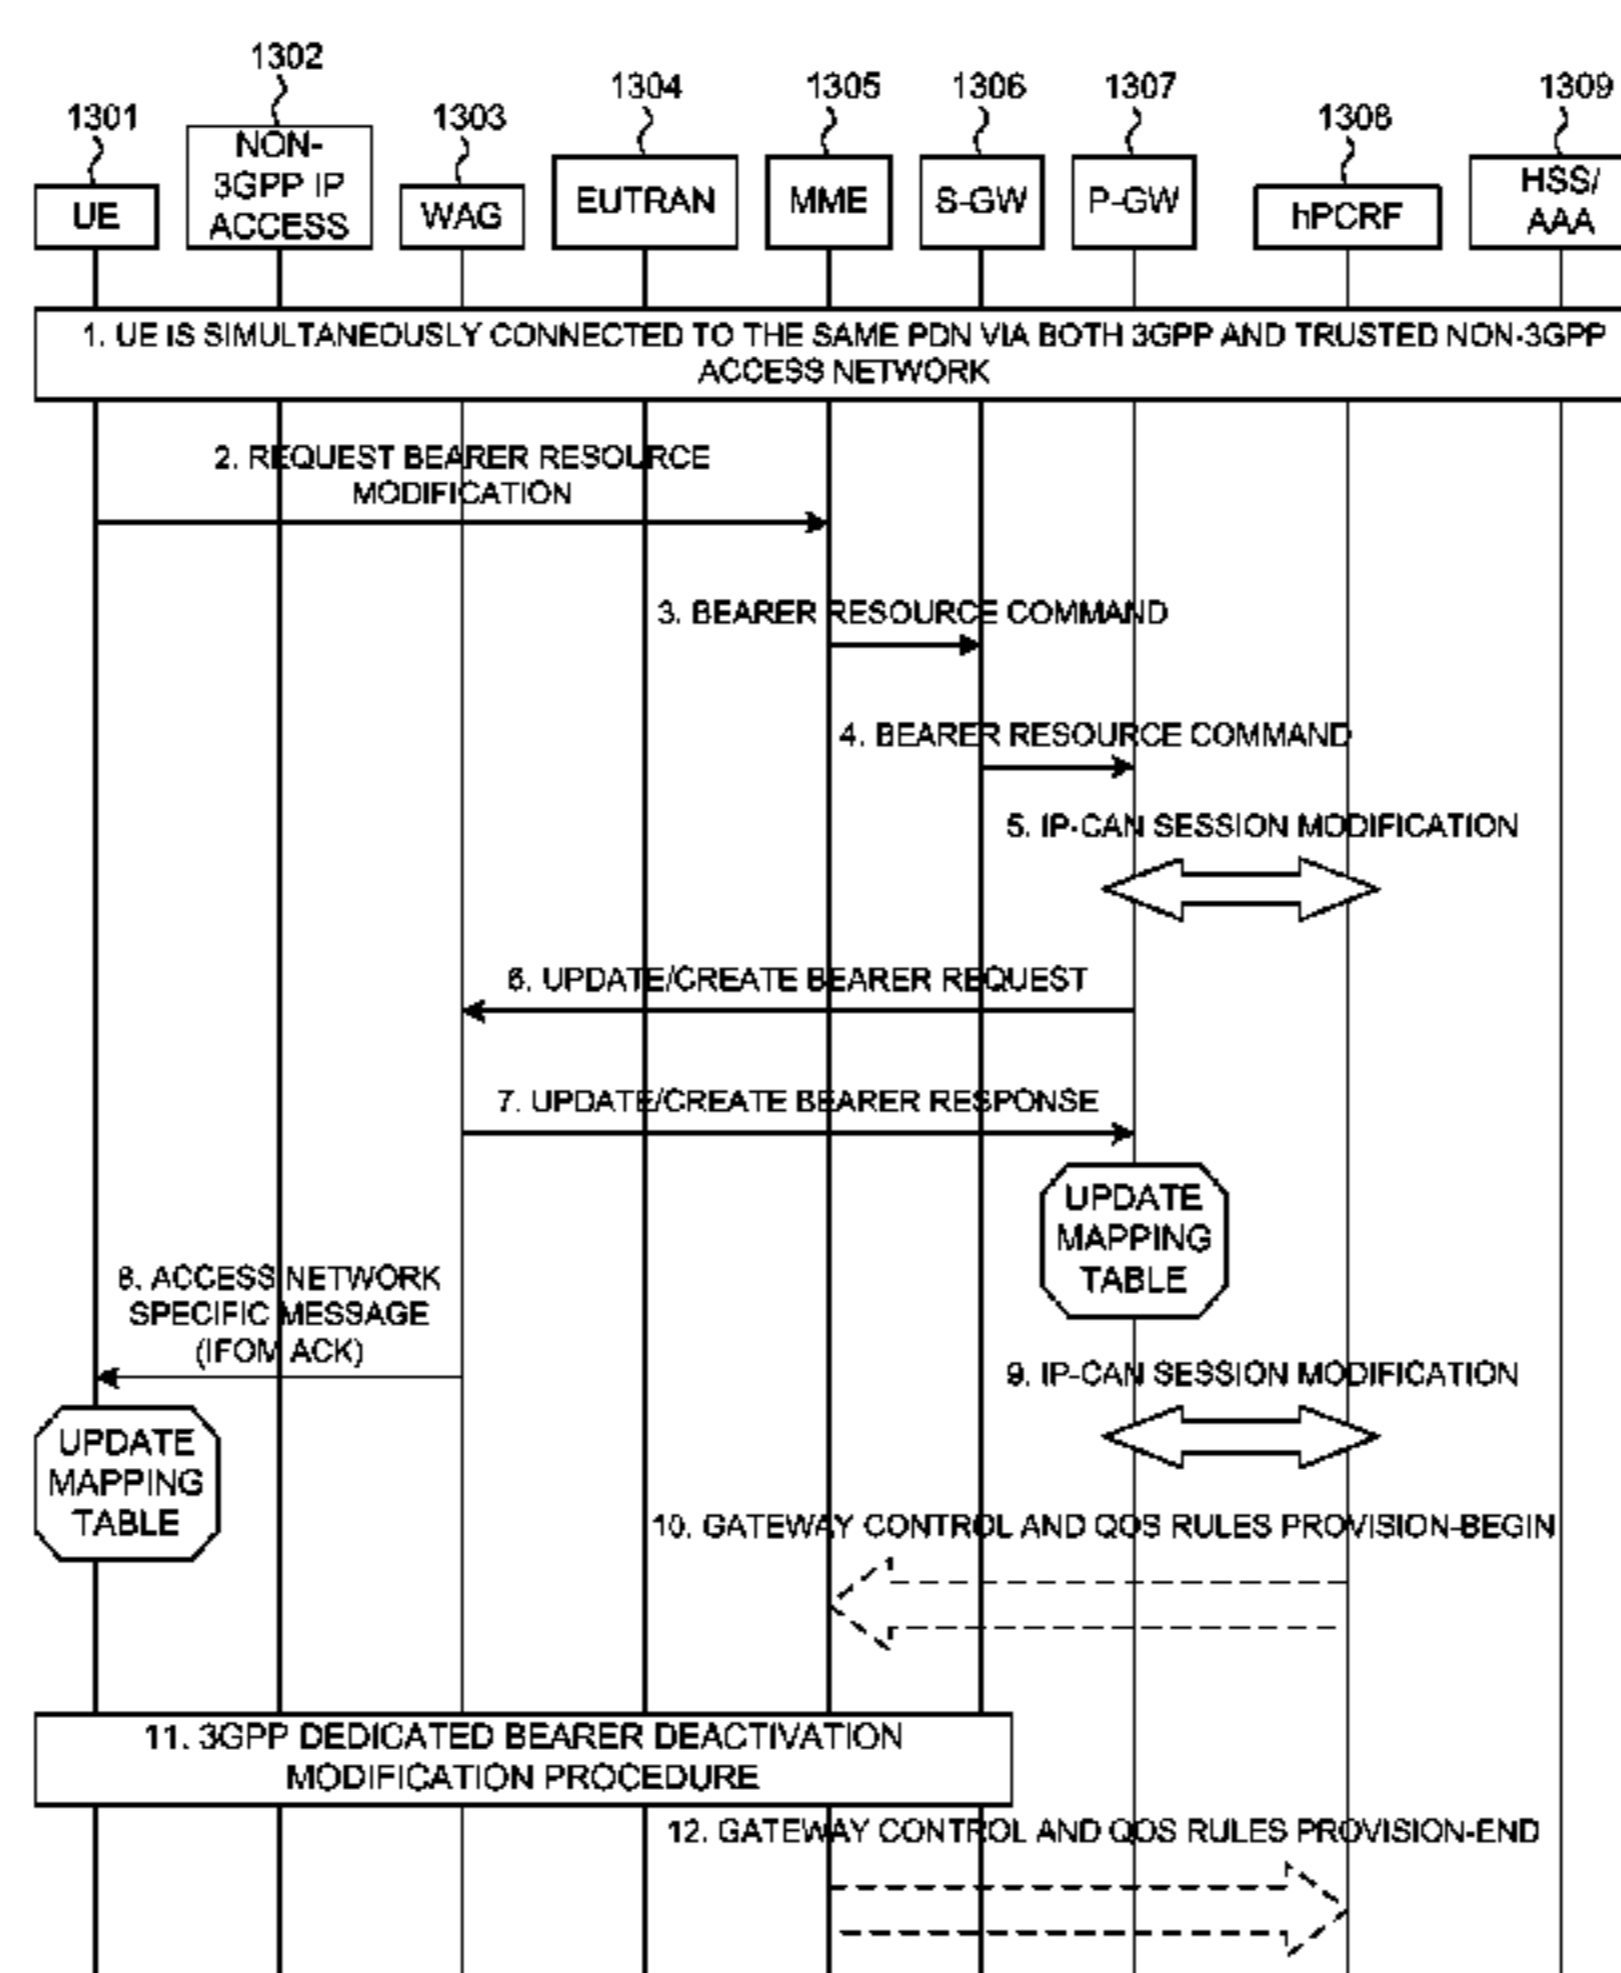 1302
1304
1305
1306
1307
1309
1301
1303
1308
NON-
3GPP IP
ACCESS
UE
WAG
EUTRAN
MME
S-GW
P-GW
hPCRF
HSS/
AAA
1. UE IS SIMULTANEOUSLY CONNECTED TO THE SAME PDN VIA BOTH 3GPP AND TRUSTED NON-3GPP
ACCESS NETWORK
2. REQUEST BEARER RESOURCE
MODIFICATION
3. BEARER RESOURCE COMMAND
4. BEARER RESOURCE COMMAND
5. IP-CAN SESSION MODIFICATION
6. UPDATE/CREATE BEARER REQUEST
7. UPDATE/CREATE BEARER RESPONSE
UPDATE
MAPPING
TABLE
8. ACCESS NETWORK
SPECIFIC MESSAGE
(IFOM ACK)
9. IP-CAN SESSION MODIFICATION
UPDATE
MAPPING
TABLE
10. GATEWAY CONTROL AND QOS RULES PROVISION-BEGIN
11. 3GPP DEDICATED BEARER DEACTIVATION
MODIFICATION PROCEDURE
12. GATEWAY CONTROL AND QOS RULES PROVISION-END